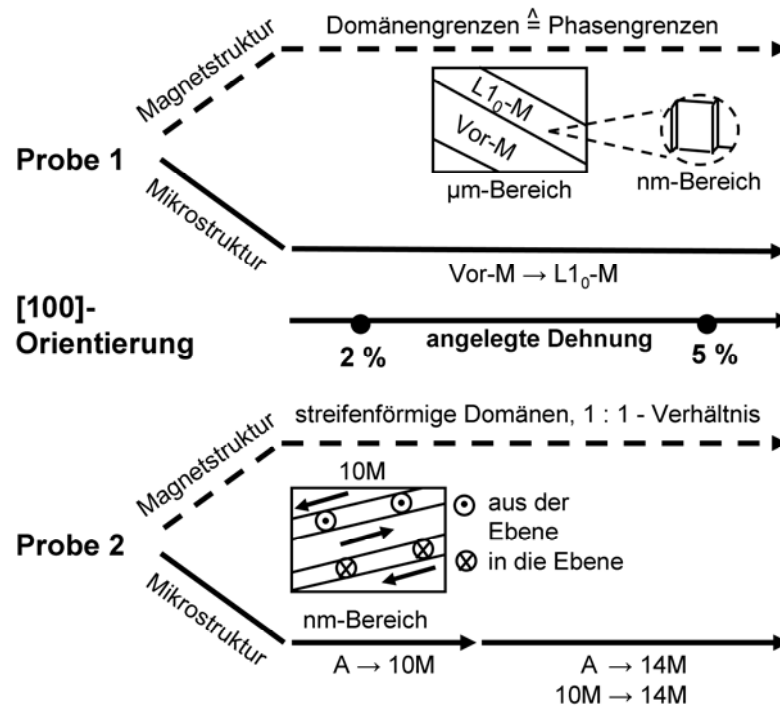 Magnetstruktur
Domänengrenzen ≙ Phasengrenzen
L1₀-M
Vor-M
µm-Bereich
nm-Bereich
Probe 1
Mikrostruktur
Vor-M → L1₀-M
[100]-
Orientierung
angelegte Dehnung
2 %
5 %
Magnetstruktur
streifenförmige Domänen, 1 : 1 - Verhältnis
10M
aus der
Ebene
in die Ebene
Probe 2
Mikrostruktur
nm-Bereich
A → 10M
A → 14M
10M → 14M